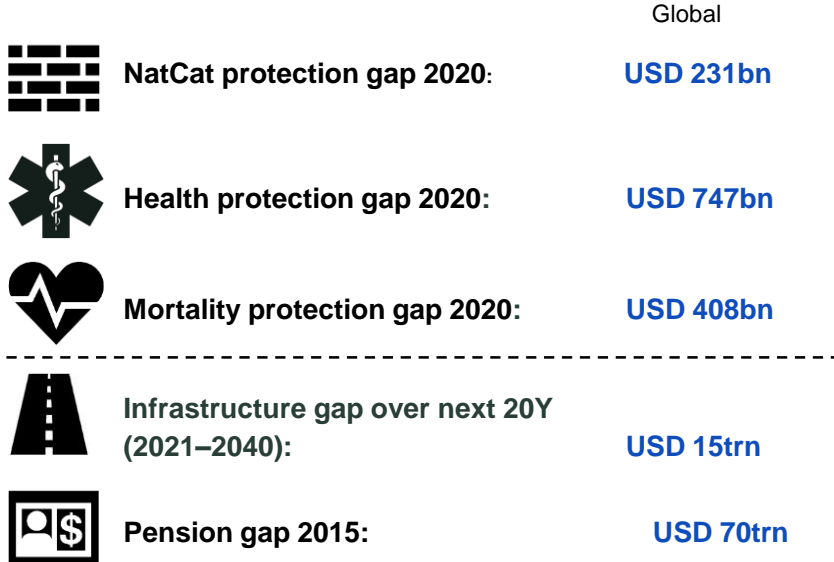 Global
NatCat protection gap 2020: USD 231bn
Health protection gap 2020: USD 747bn
Mortality protection gap 2020: USD 408bn
Infrastructure gap over next 20Y
(2021–2040): USD 15trn
$
Pension gap 2015: USD 70trn